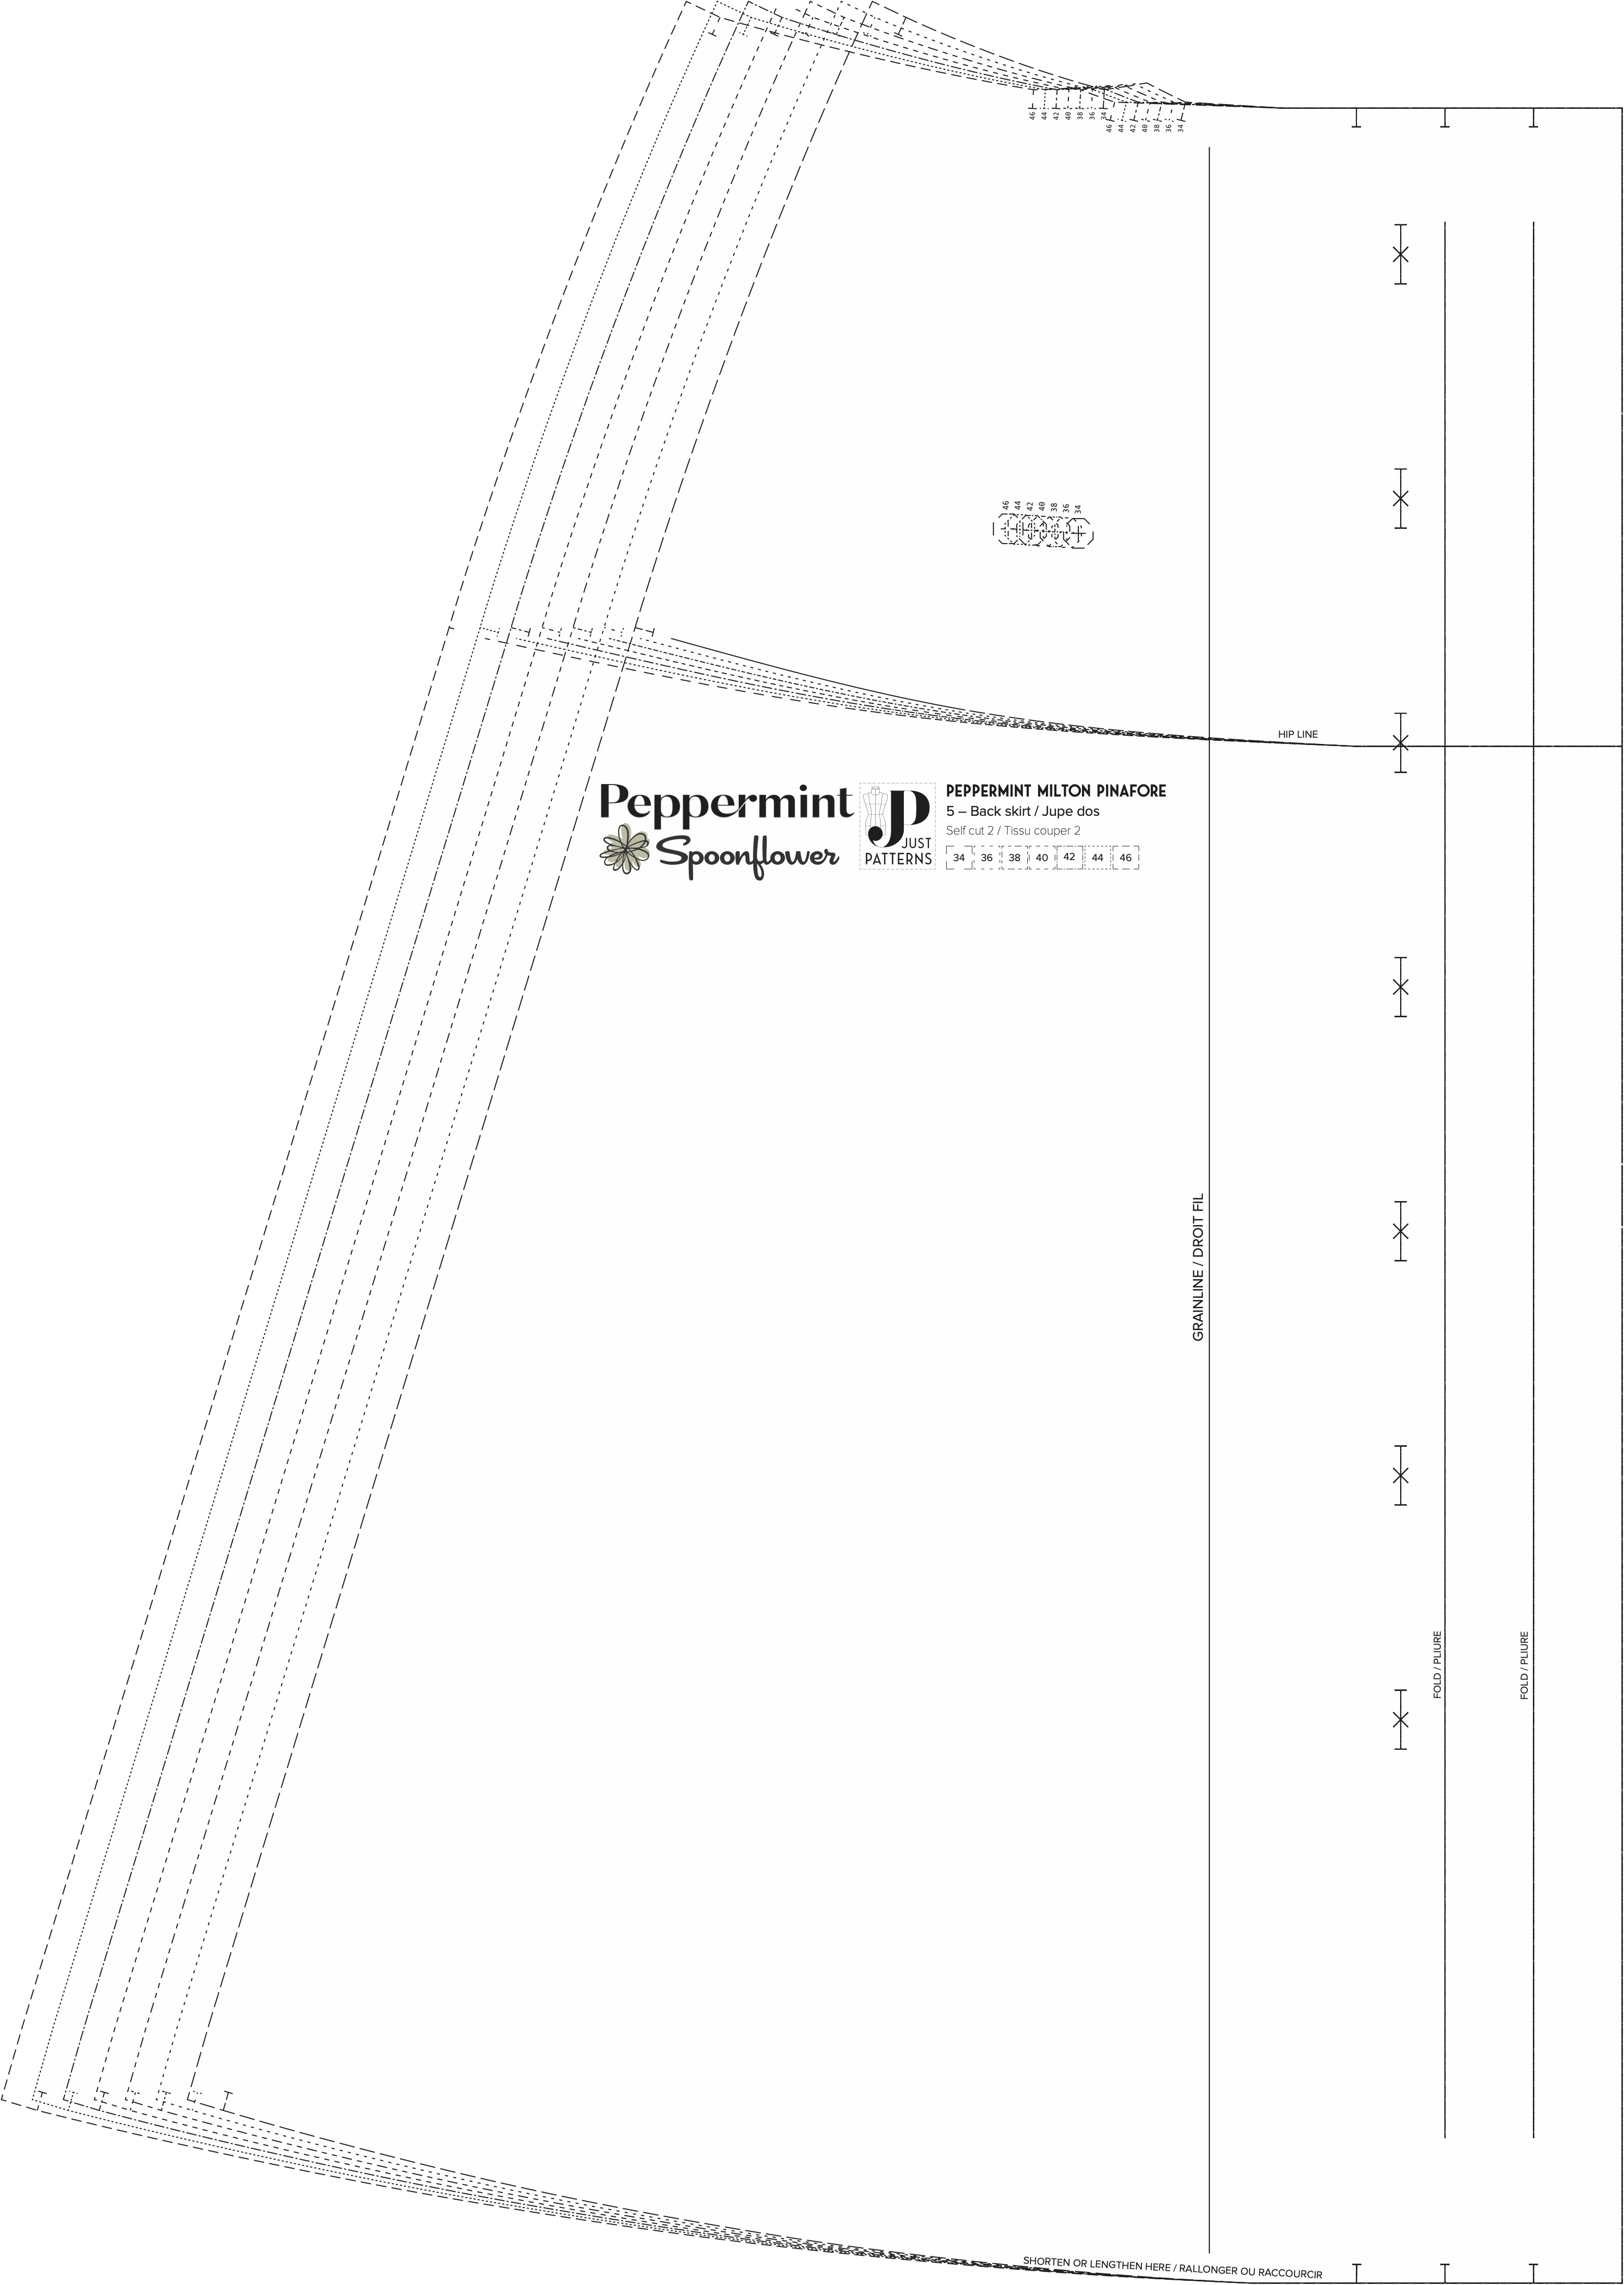 46
44
42
40
38
36
34
46
44
42
40
38
36
34
46
44
42
40
38
36
34
HIP LINE
Peppermint
Spoonflower
JP
JUST
PATTERNS
PEPPERMINT MILTON PINAFORE
5 – Back skirt / Jupe dos
Self cut 2 / Tissu couper 2
34 36 38 40 42 44 46
GRAINLINE / DROIT FIL
FOLD / PLIURE
FOLD / PLIURE
SHORTEN OR LENGTHEN HERE / RALLONGER OU RACCOURCIR